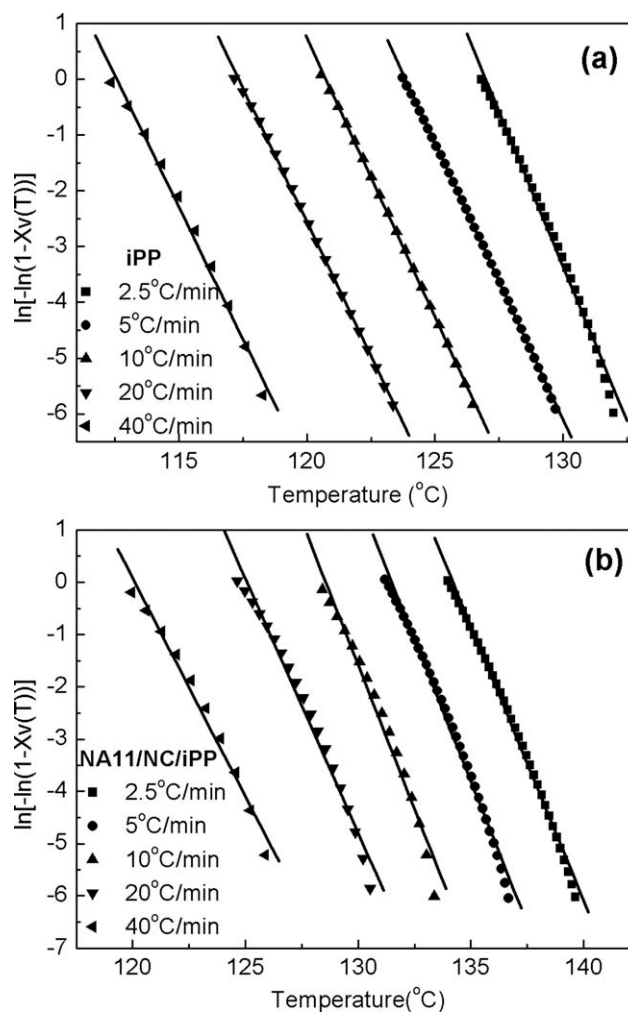 1
(a)
0
-1
-2
-3
-4
-5
-6
ln[-ln(1-Xv(T))]
iPP
2.5°C/min
5°C/min
10°C/min
20°C/min
40°C/min
115 120 125 130
Temperature (°C)
1
(b)
0
-1
-2
-3
-4
-5
-6
-7
ln[-ln(1-Xv(T))]
NA11/NC/iPP
2.5°C/min
5°C/min
10°C/min
20°C/min
40°C/min
120 125 130 135 140
Temperature(°C)